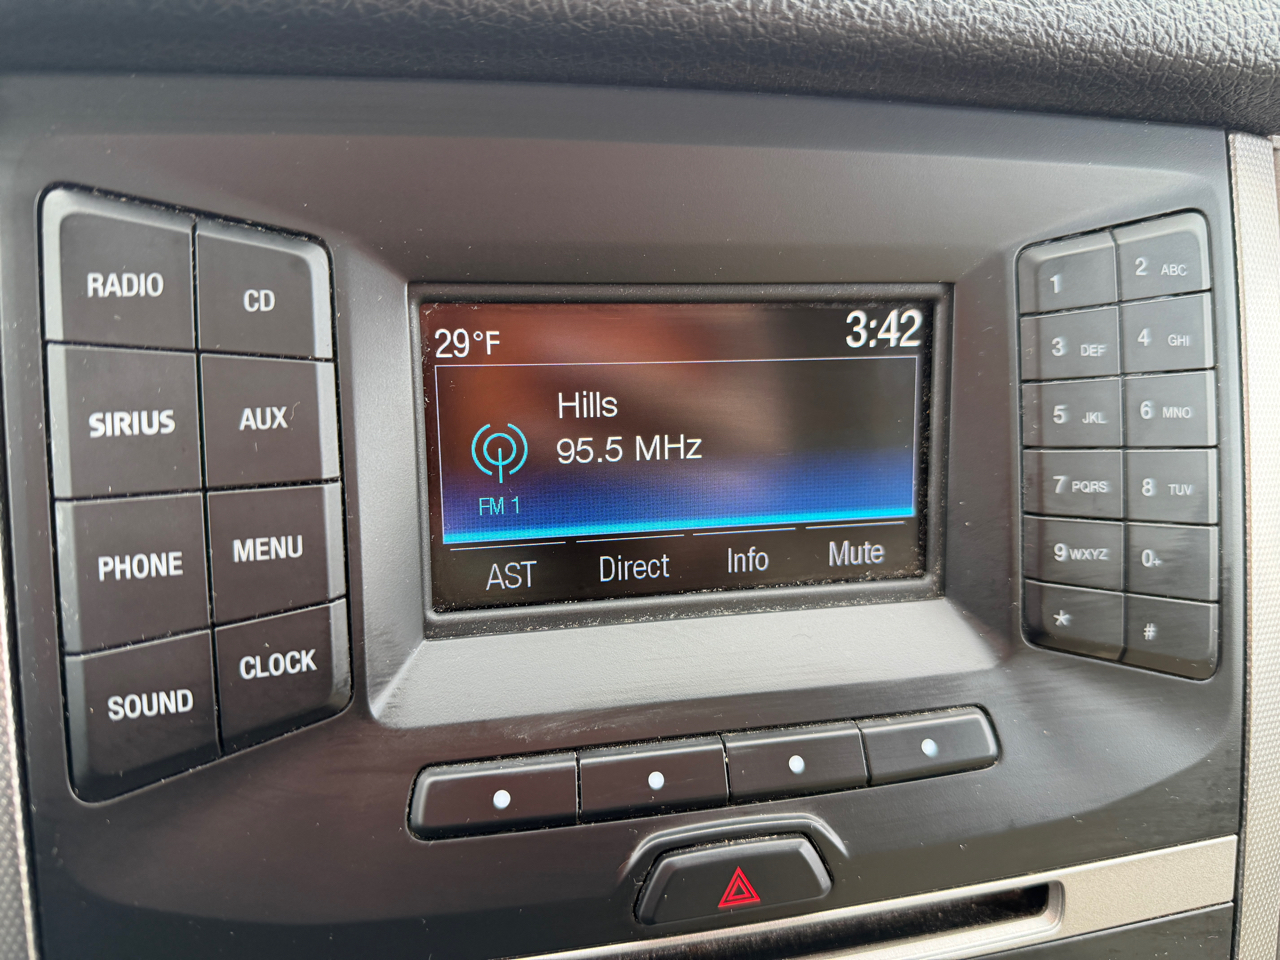 RADIO
CD
SIRIUS
AUX
PHONE
MENU
SOUND
CLOCK
29°F
3:42
Hills
95.5 MHz
FM 1
AST Direct Info Mute
1
2 ABC
3 DEF
4 GHI
5 JKL
6 MNO
7 PQRS
8 TUV
9 WXYZ
0+
*
#